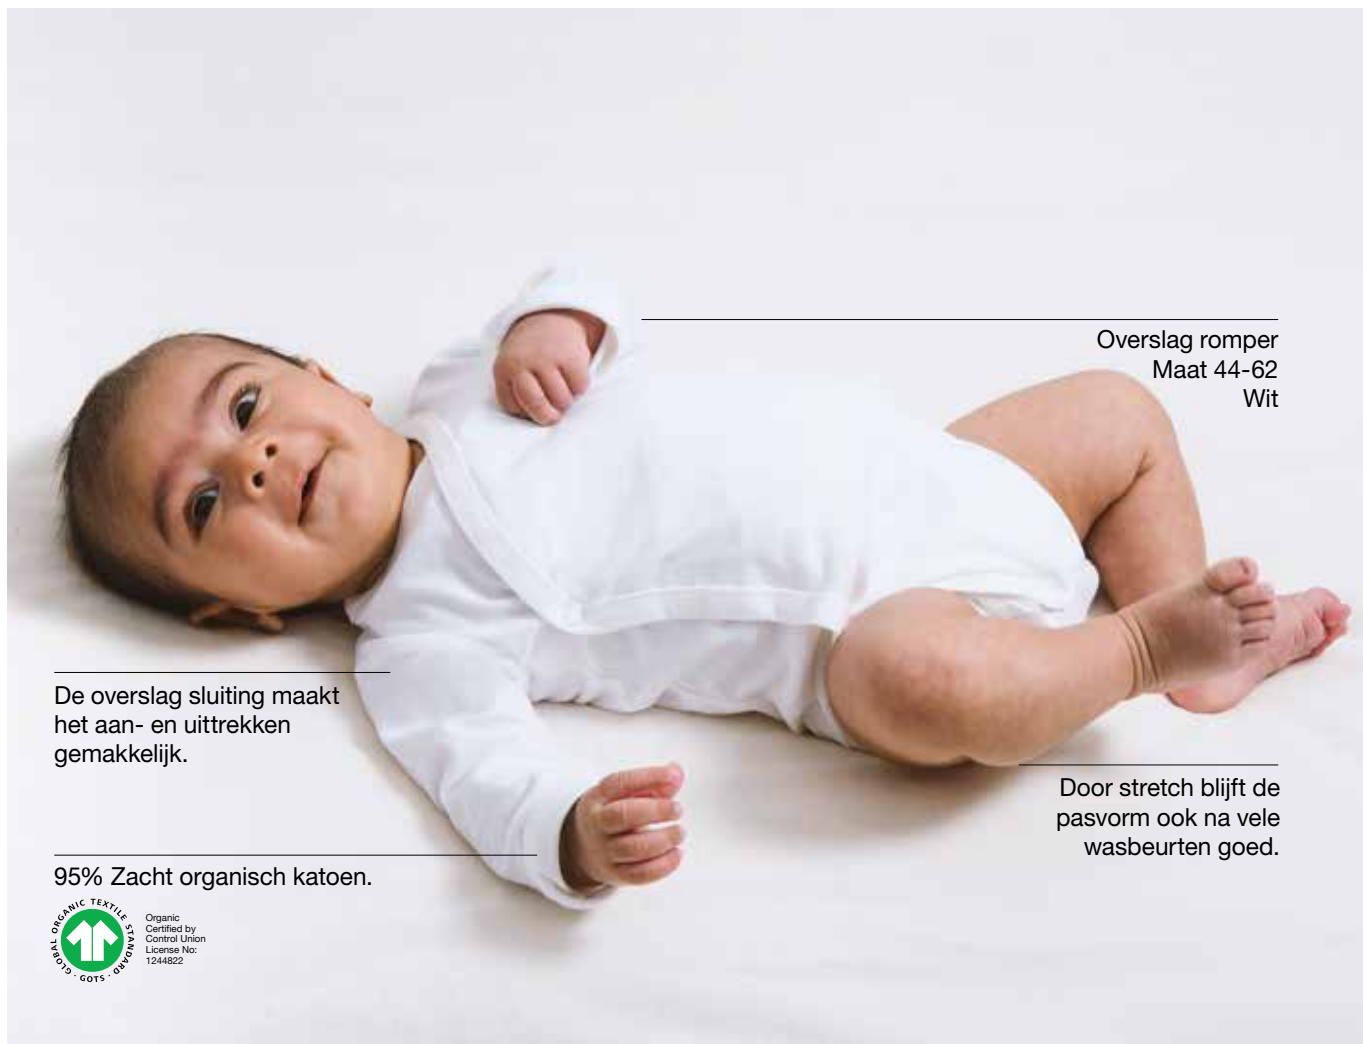 Overslag romper
Maat 44-62
Wit
De overslag sluiting maakt
het aan- en uittrekken
gemakkelijk.
Door stretch blijft de
pasvorm ook na vele
wasbeurten goed.
95% Zacht organisch katoen.
GLOBAL ORGANIC TEXTILE STANDARD · GOTS ·
Organic
Certified by
Control Union
License No:
1244822